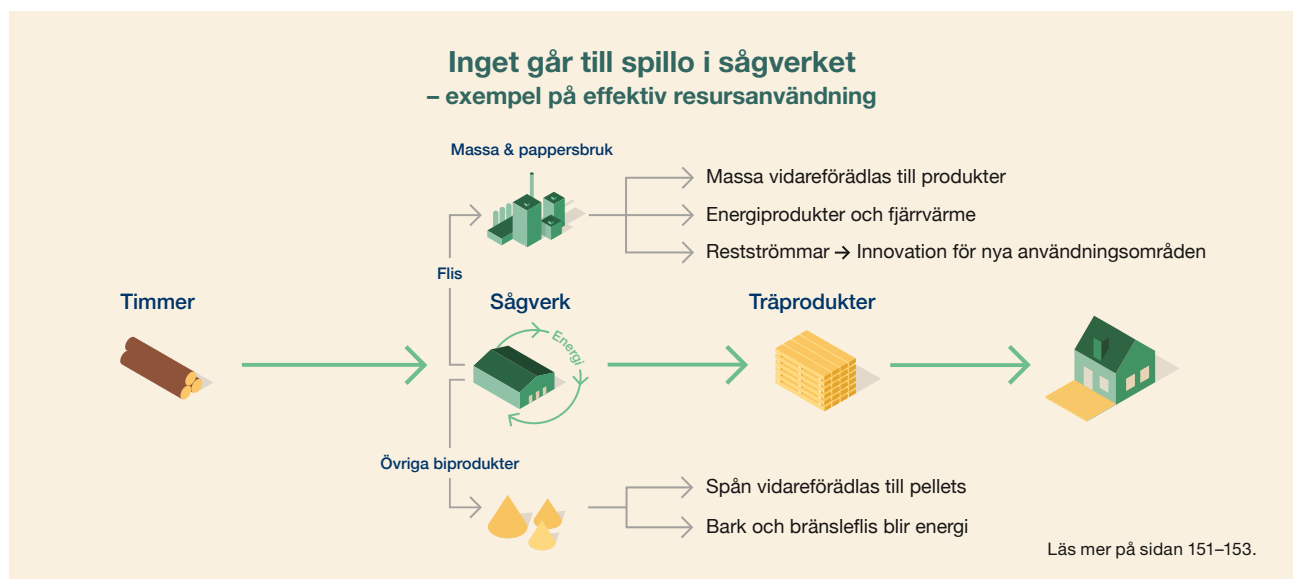 Inget går till spillo i sågverket
– exempel på effektiv resursanvändning
Massa & pappersbruk
Massa vidareförädlas till produkter
Energiprodukter och fjärrvärme
Restströmmar → Innovation för nya användningsområden
Flis
Timmer
Sågverk
Träprodukter
Energi
Övriga biprodukter
Spån vidareförädlas till pellets
Bark och bränsleflis blir energi
Läs mer på sidan 151–153.